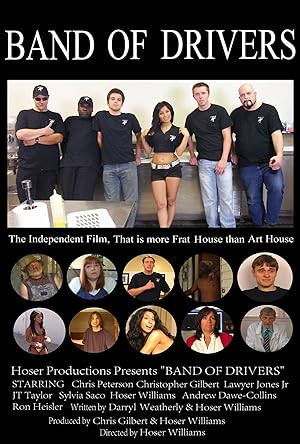 BAND OF DRIVERS
The Independent Film, That is more Frat House than Art House
Hoser Productions Presents "BAND OF DRIVERS"
STARRING Chris Peterson Christopher Gilbert Lawyer Jones Jr
JT Taylor Sylvia Saco Hoser Williams Andrew Dawe-Collins
Ron Heisler Written by Darryl Weatherly & Hoser Williams
Produced by Chris Gilbert & Hoser Williams
Directed by Hoser Williams